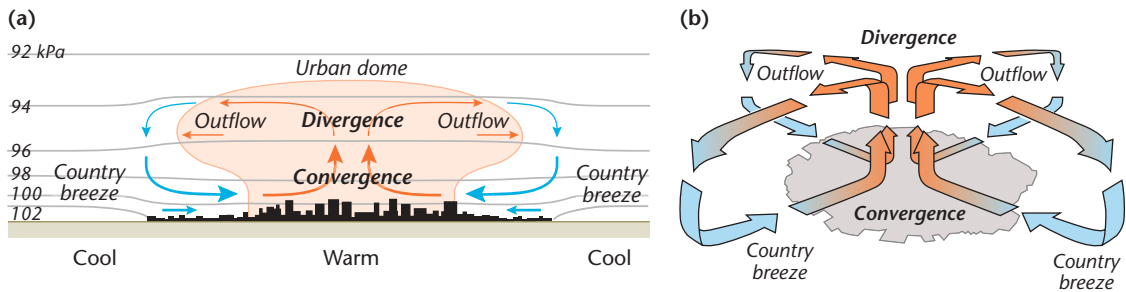 (a)
92 kPa
94
96
98
100
102
Urban dome
Outflow
Divergence
Outflow
Country
breeze
Convergence
Country
breeze
Cool
Warm
Cool
(b)
Divergence
Outflow
Outflow
Convergence
Country
breeze
Country
breeze